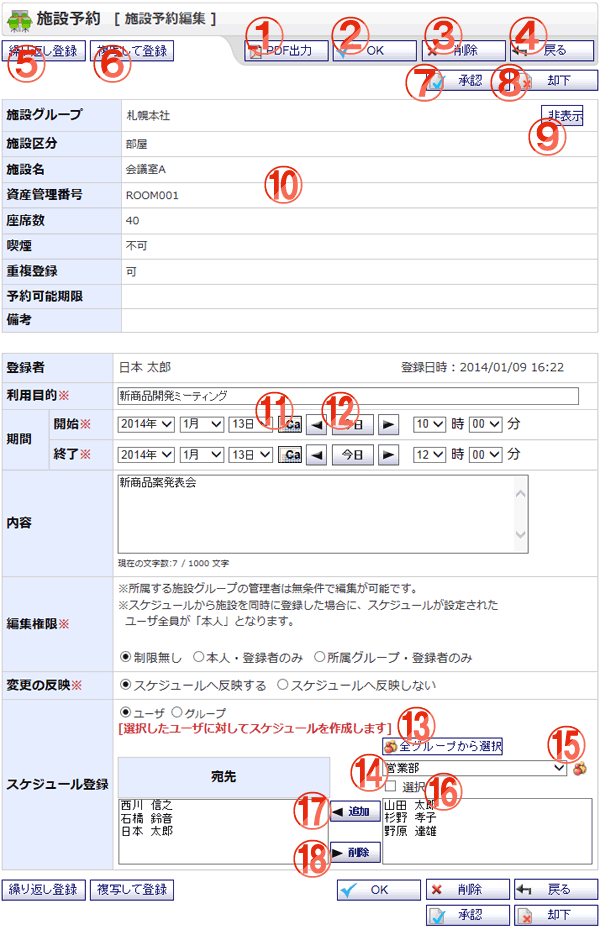 施設予約 [ 施設予約編集 ]
① ② ③ ④
繰り返し登録 複写して登録 PDF出力 OK 削除 戻る
⑤ ⑥
⑦ 承認 ⑧ 却下
施設グループ 札幌本社 非表示
⑨
施設区分 部屋
施設名 会議室A
⑩
資産管理番号 ROOM001
座席数 40
喫煙 不可
重複登録 可
予約可能期限
備考
登録者 日本 太郎 登録日時：2014/01/09 16:22
利用目的※ 新商品開発ミーティング
⑪ ⑫
期間 開始※ 2014年 1月 13日 Ca ◀ 今日 ▶ 10 時 00 分
終了※ 2014年 1月 13日 Ca ◀ 今日 ▶ 12 時 00 分
内容 新商品案発表会
現在の文字数:7 / 1000 文字
編集権限※ ※所属する施設グループの管理者は無条件で編集が可能です。
※スケジュールから施設を同時に登録した場合に、スケジュールが設定された
ユーザ全員が「本人」となります。
制限無し 本人・登録者のみ 所属グループ・登録者のみ
変更の反映※ スケジュールへ反映する スケジュールへ反映しない
スケジュール登録 ユーザ グループ
[選択したユーザに対してスケジュールを作成します]
⑬
全グループから選択
⑭ 営業部 ⑮
宛先 選択 ⑯
西川 信之 ⑰ ◀ 追加 山田 太郎
石橋 鈴音 杉野 孝子
日本 太郎 野原 達雄
⑱ ▶ 削除
繰り返し登録 複写して登録 OK 削除 戻る
承認 却下